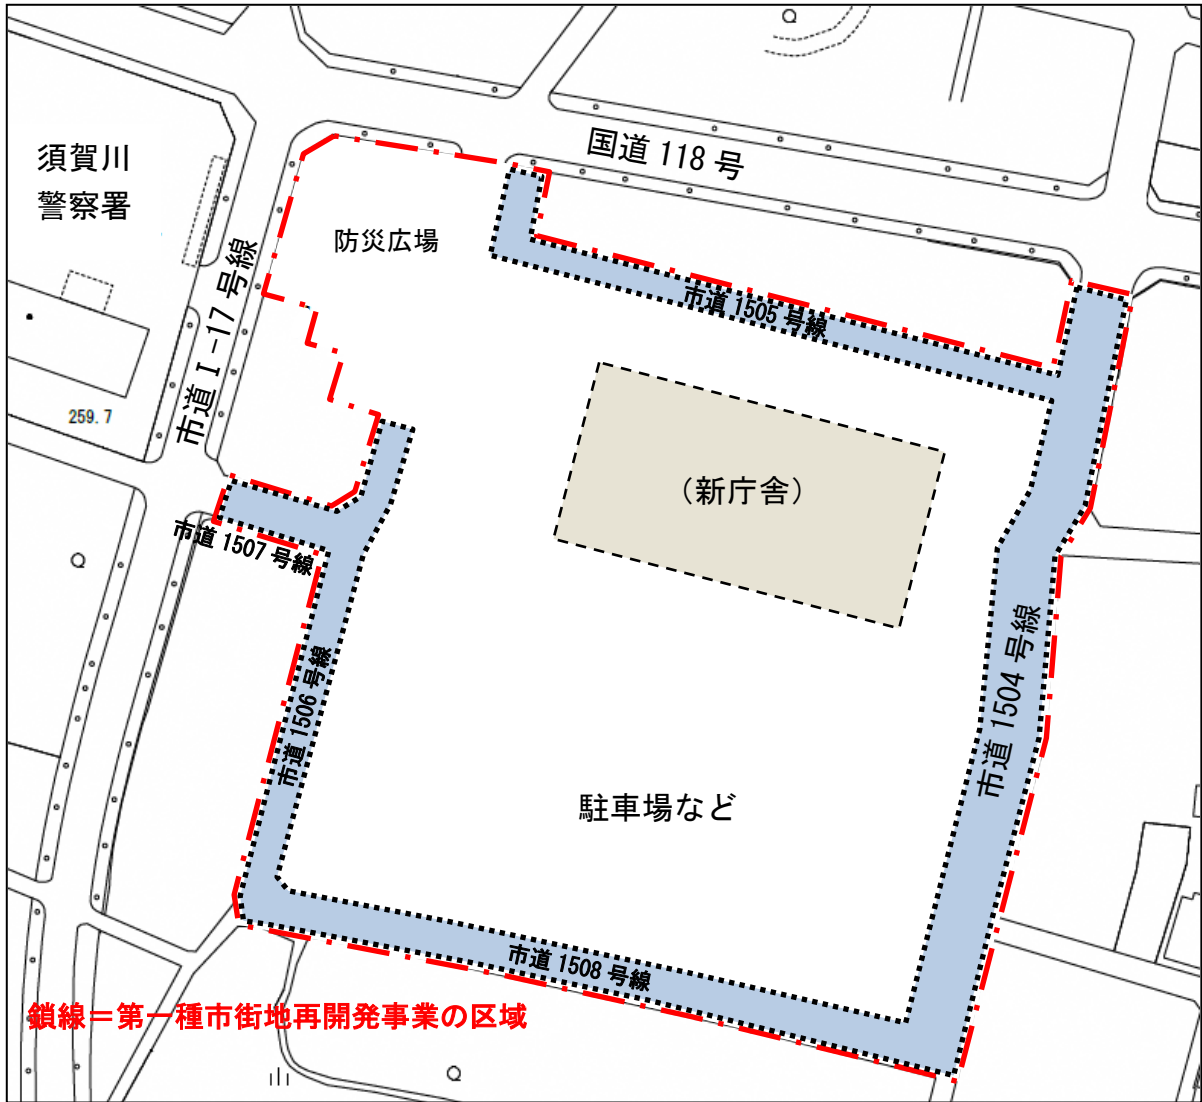 国道 118 号
須賀川
警察署
防災広場
市道Ⅰ-17 号線
市道 1505 号線
259.7
（新庁舎）
市道 1507 号線
市道 1504 号線
市道 1506 号線
駐車場など
市道 1508 号線
鎖線＝第一種市街地再開発事業の区域